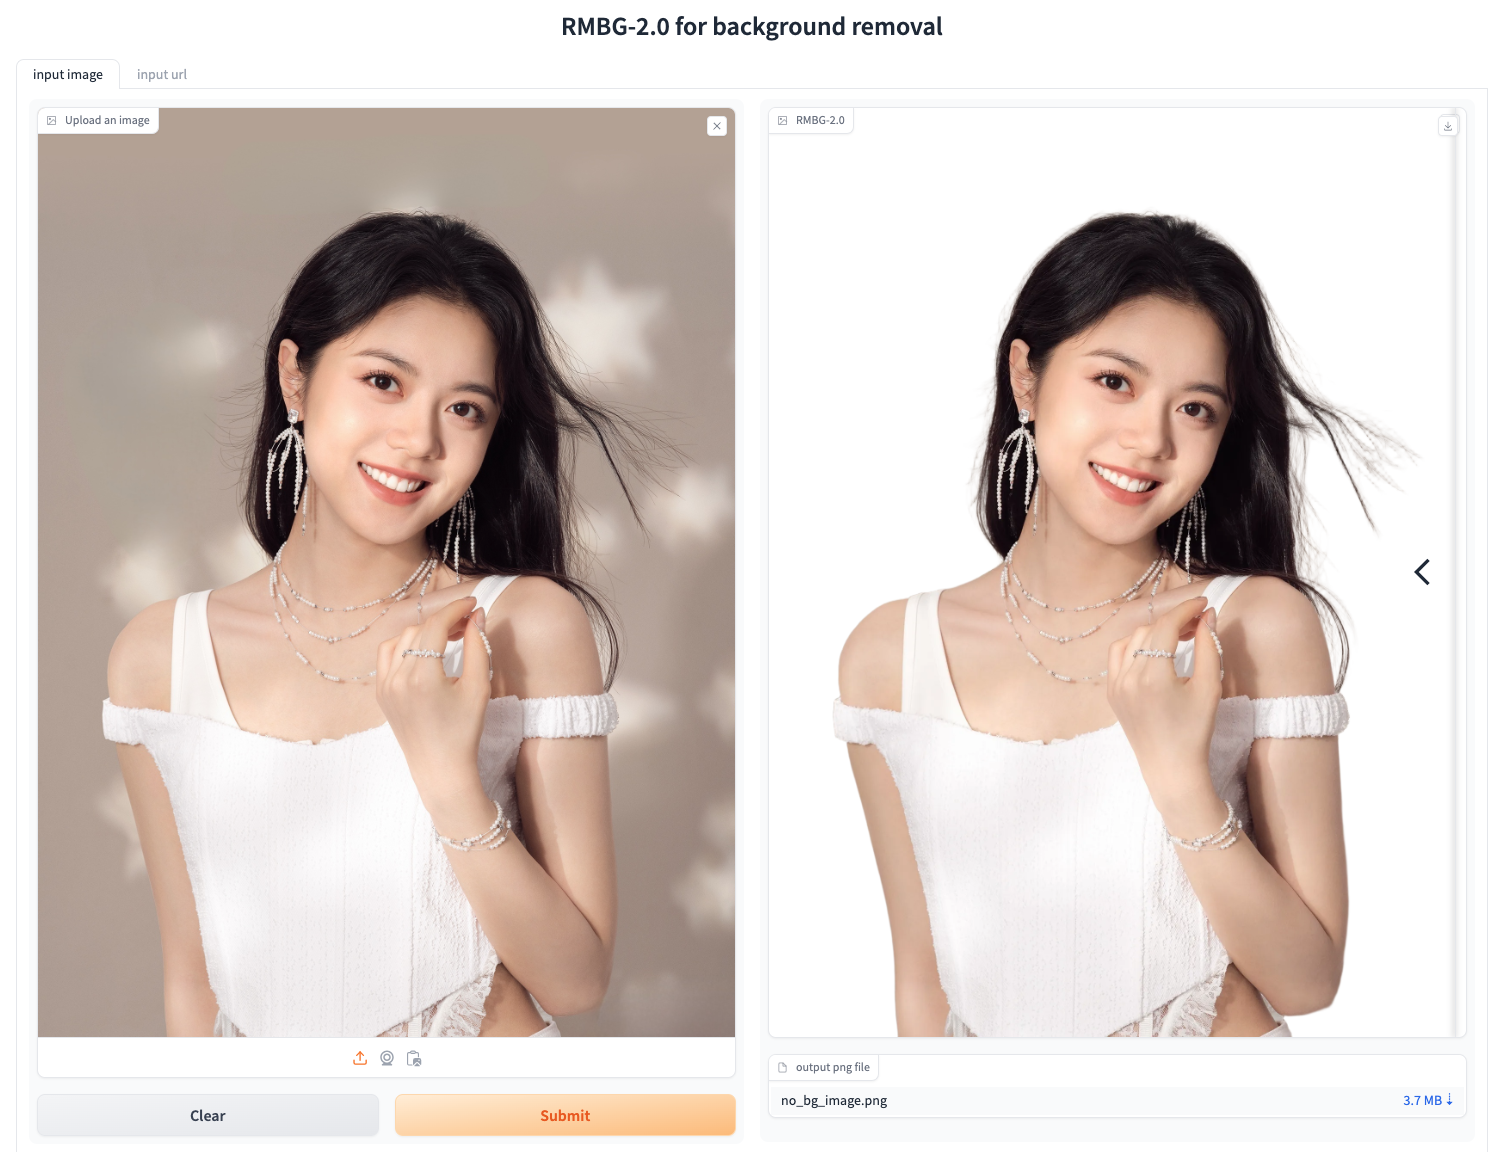 RMBG-2.0 for background removal
input image
input url
Upload an image
RMBG-2.0
output png file
no_bg_image.png
3.7 MB ⇣
Clear
Submit